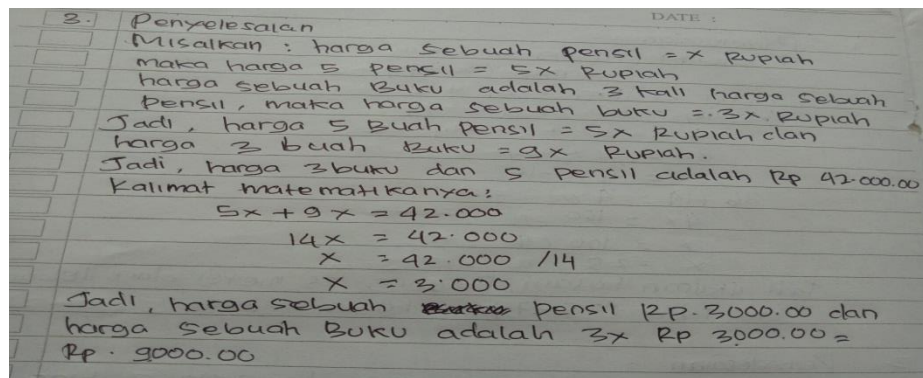 DATE :
3. Penyelesaian
Misalkan : harga sebuah pensil = x Rupiah
maka harga 5 pensil = 5x Rupiah
harga sebuah Buku adalah 3 kali harga sebuah
pensil, maka harga sebuah buku = 3x Rupiah
Jadi, harga 5 Buah Pensil = 5x Rupiah dan
harga 3 buah Buku = 9x Rupiah.
Jadi, harga 3 buku dan 5 pensil adalah Rp 42.000.00
Kalimat matematikanya:
5x + 9x = 42.000
14x = 42.000
x = 42.000 /14
x = 3.000
Jadi, harga sebuah pensil Rp. 3000.00 dan
harga sebuah Buku adalah 3x Rp 3000.00 =
Rp. 9000.00